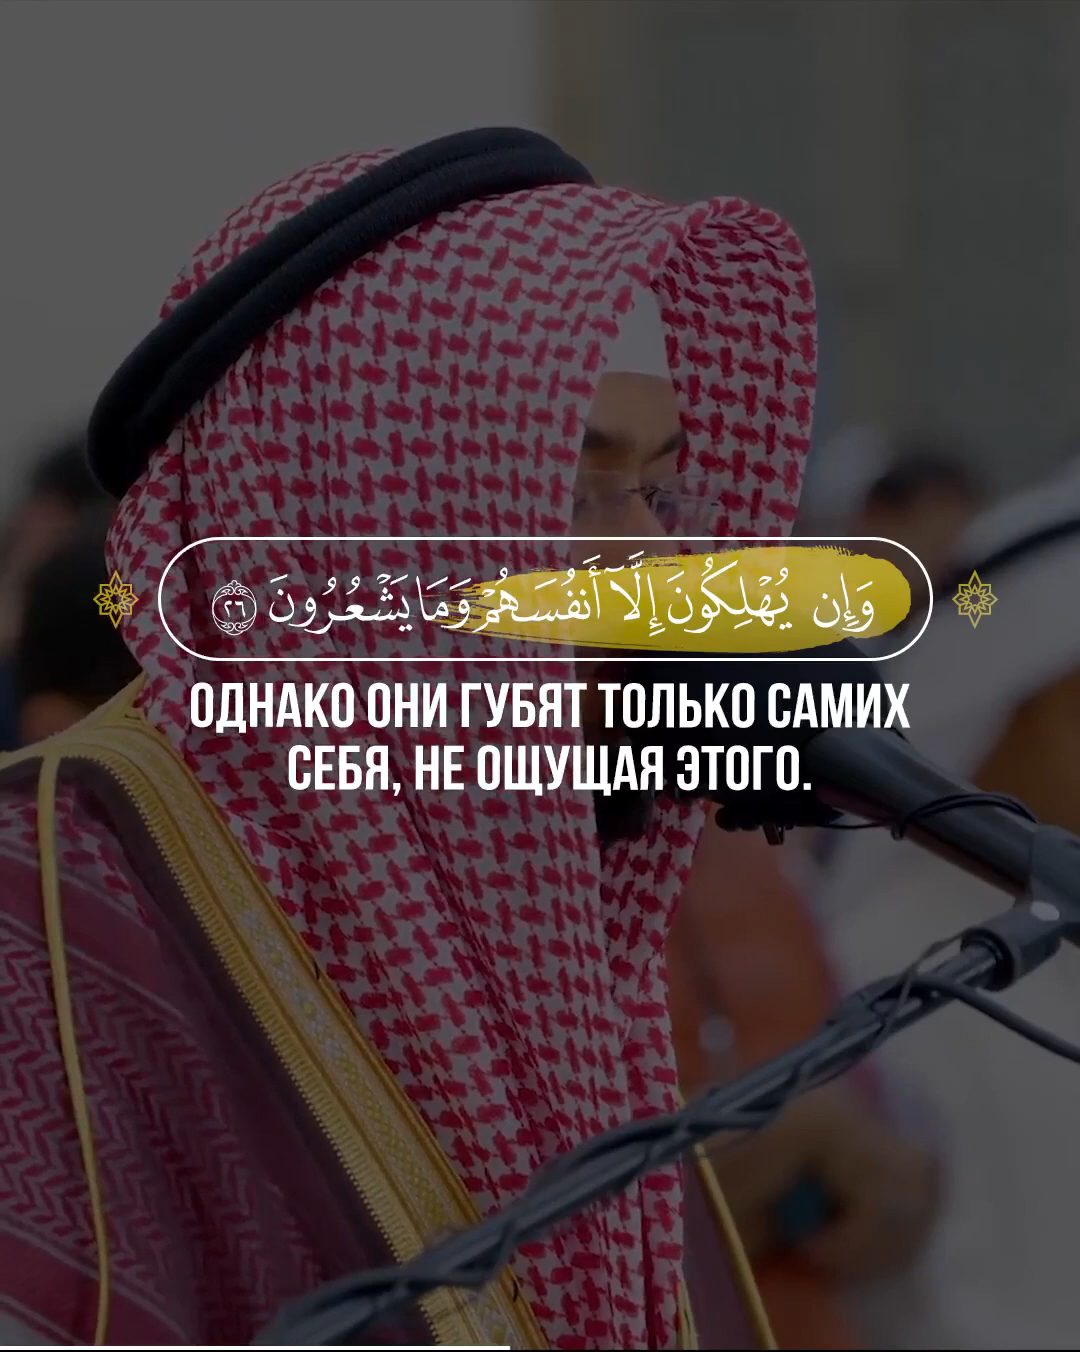 وَإِن يُهْلِكُونَ إِلَّآ أَنفُسَهُمْ وَمَا يَشْعُرُونَ ٢٦
ОДНАКО ОНИ ГУБЯТ ТОЛЬКО САМИХ
СЕБЯ, НЕ ОЩУЩАЯ ЭТОГО.